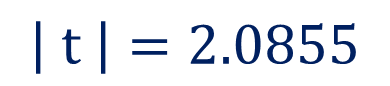 | t | = 2.0855